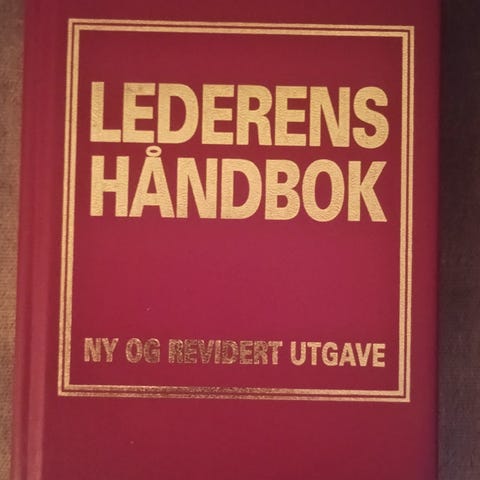 LEDERENS
HÅNDBOK
NY OG REVIDERT UTGAVE